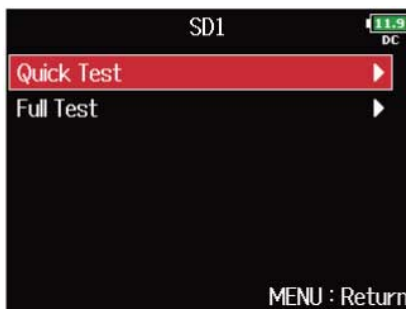 SD1
11.9
DC
Quick Test
Full Test
MENU : Return